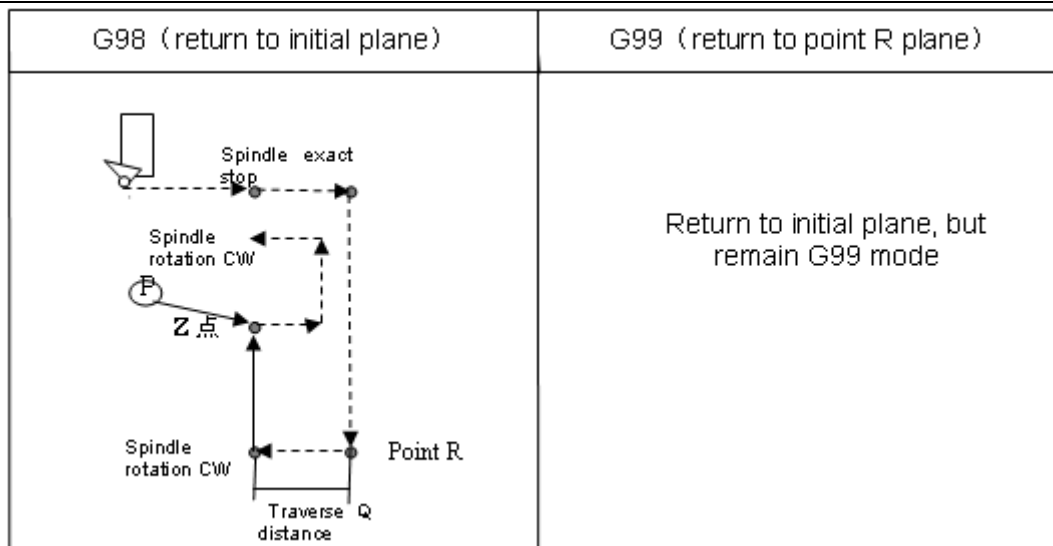 G98（return to initial plane）
G99（return to point R plane）
Spindle exact
stop
Spindle
rotation CW
P
Z 点
Spindle
rotation CW
Point R
Traverse Q
distance
Return to initial plane, but
remain G99 mode